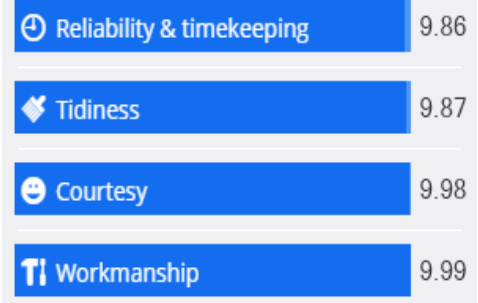 Reliability & timekeeping 9.86
Tidiness 9.87
Courtesy 9.98
Workmanship 9.99